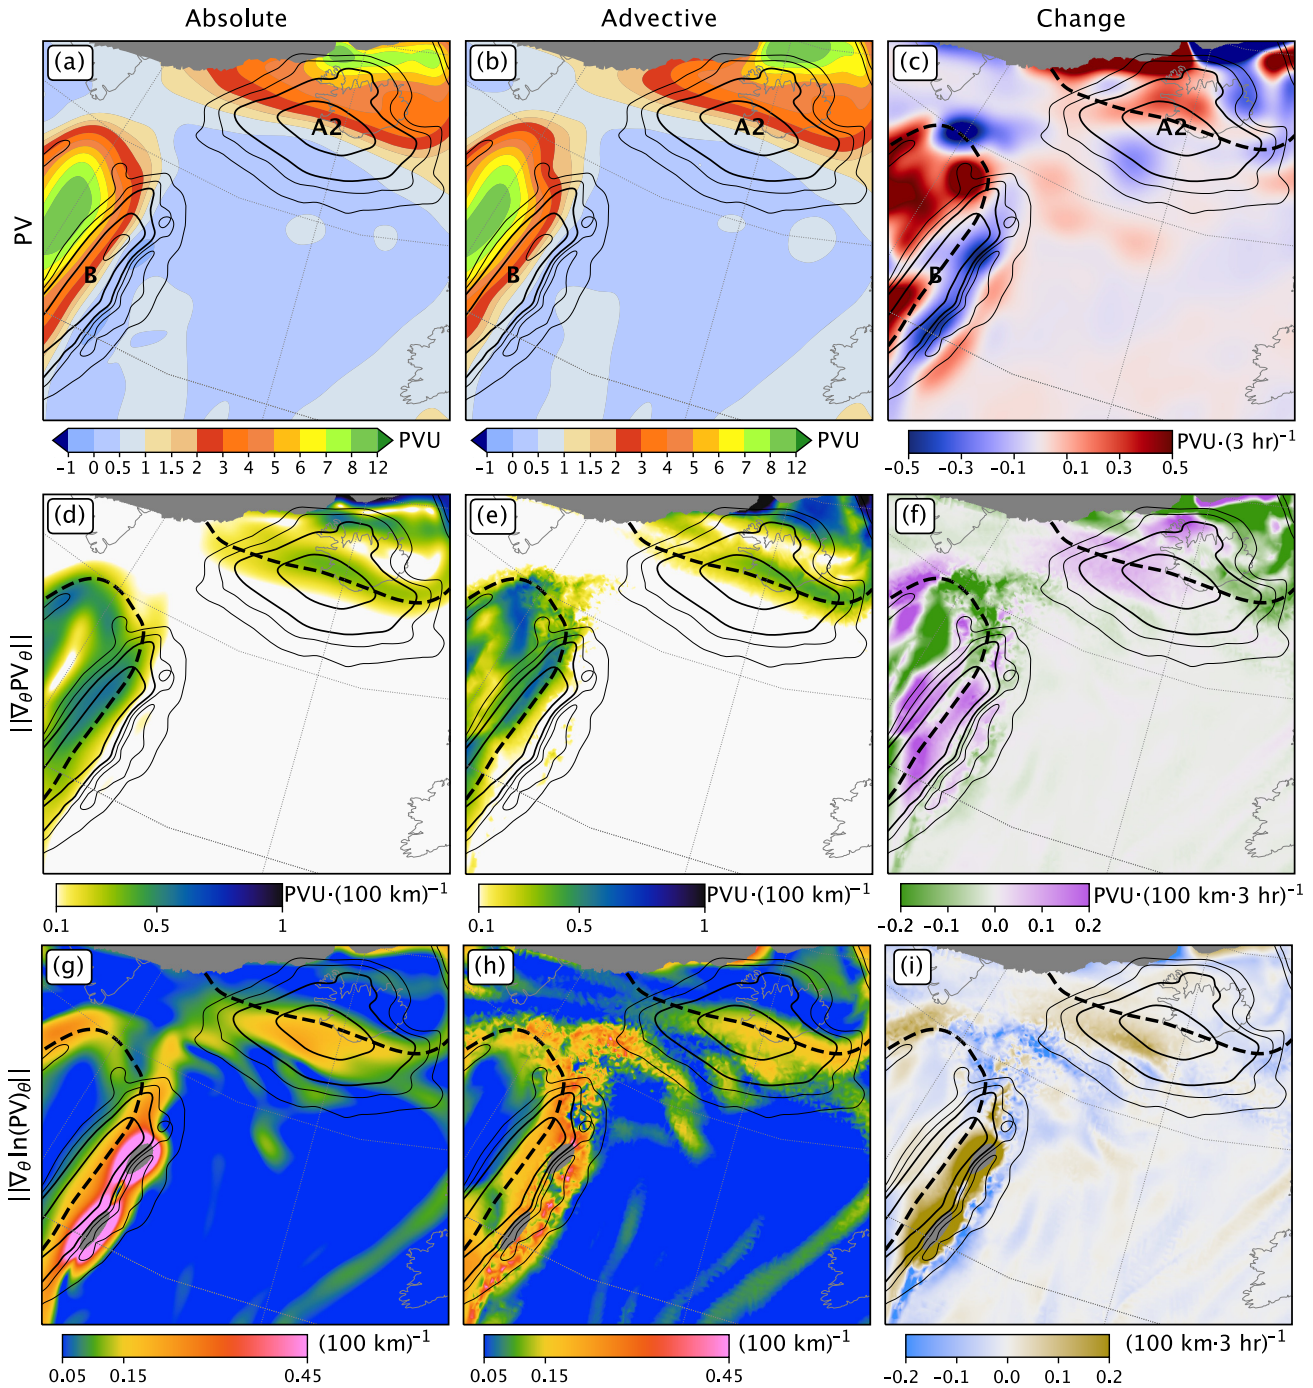 Absolute
Advective
Change
PV
(a)
A2
B
(b)
A2
B
(c)
A2
B
−1 0 0.5 1 1.5 2 3 4 5 6 7 8 12 PVU
−1 0 0.5 1 1.5 2 3 4 5 6 7 8 12 PVU
−0.5 −0.3 −0.1 0.1 0.3 0.5 PVU·(3 hr)⁻¹
||∇θPVθ||
(d)
(e)
(f)
0.1 0.5 1 PVU·(100 km)⁻¹
0.1 0.5 1 PVU·(100 km)⁻¹
−0.2 −0.1 0.0 0.1 0.2 PVU·(100 km·3 hr)⁻¹
||∇θln(PV)θ||
(g)
(h)
(i)
0.05 0.15 0.45 (100 km)⁻¹
0.05 0.15 0.45 (100 km)⁻¹
−0.2 −0.1 0.0 0.1 0.2 (100 km·3 hr)⁻¹